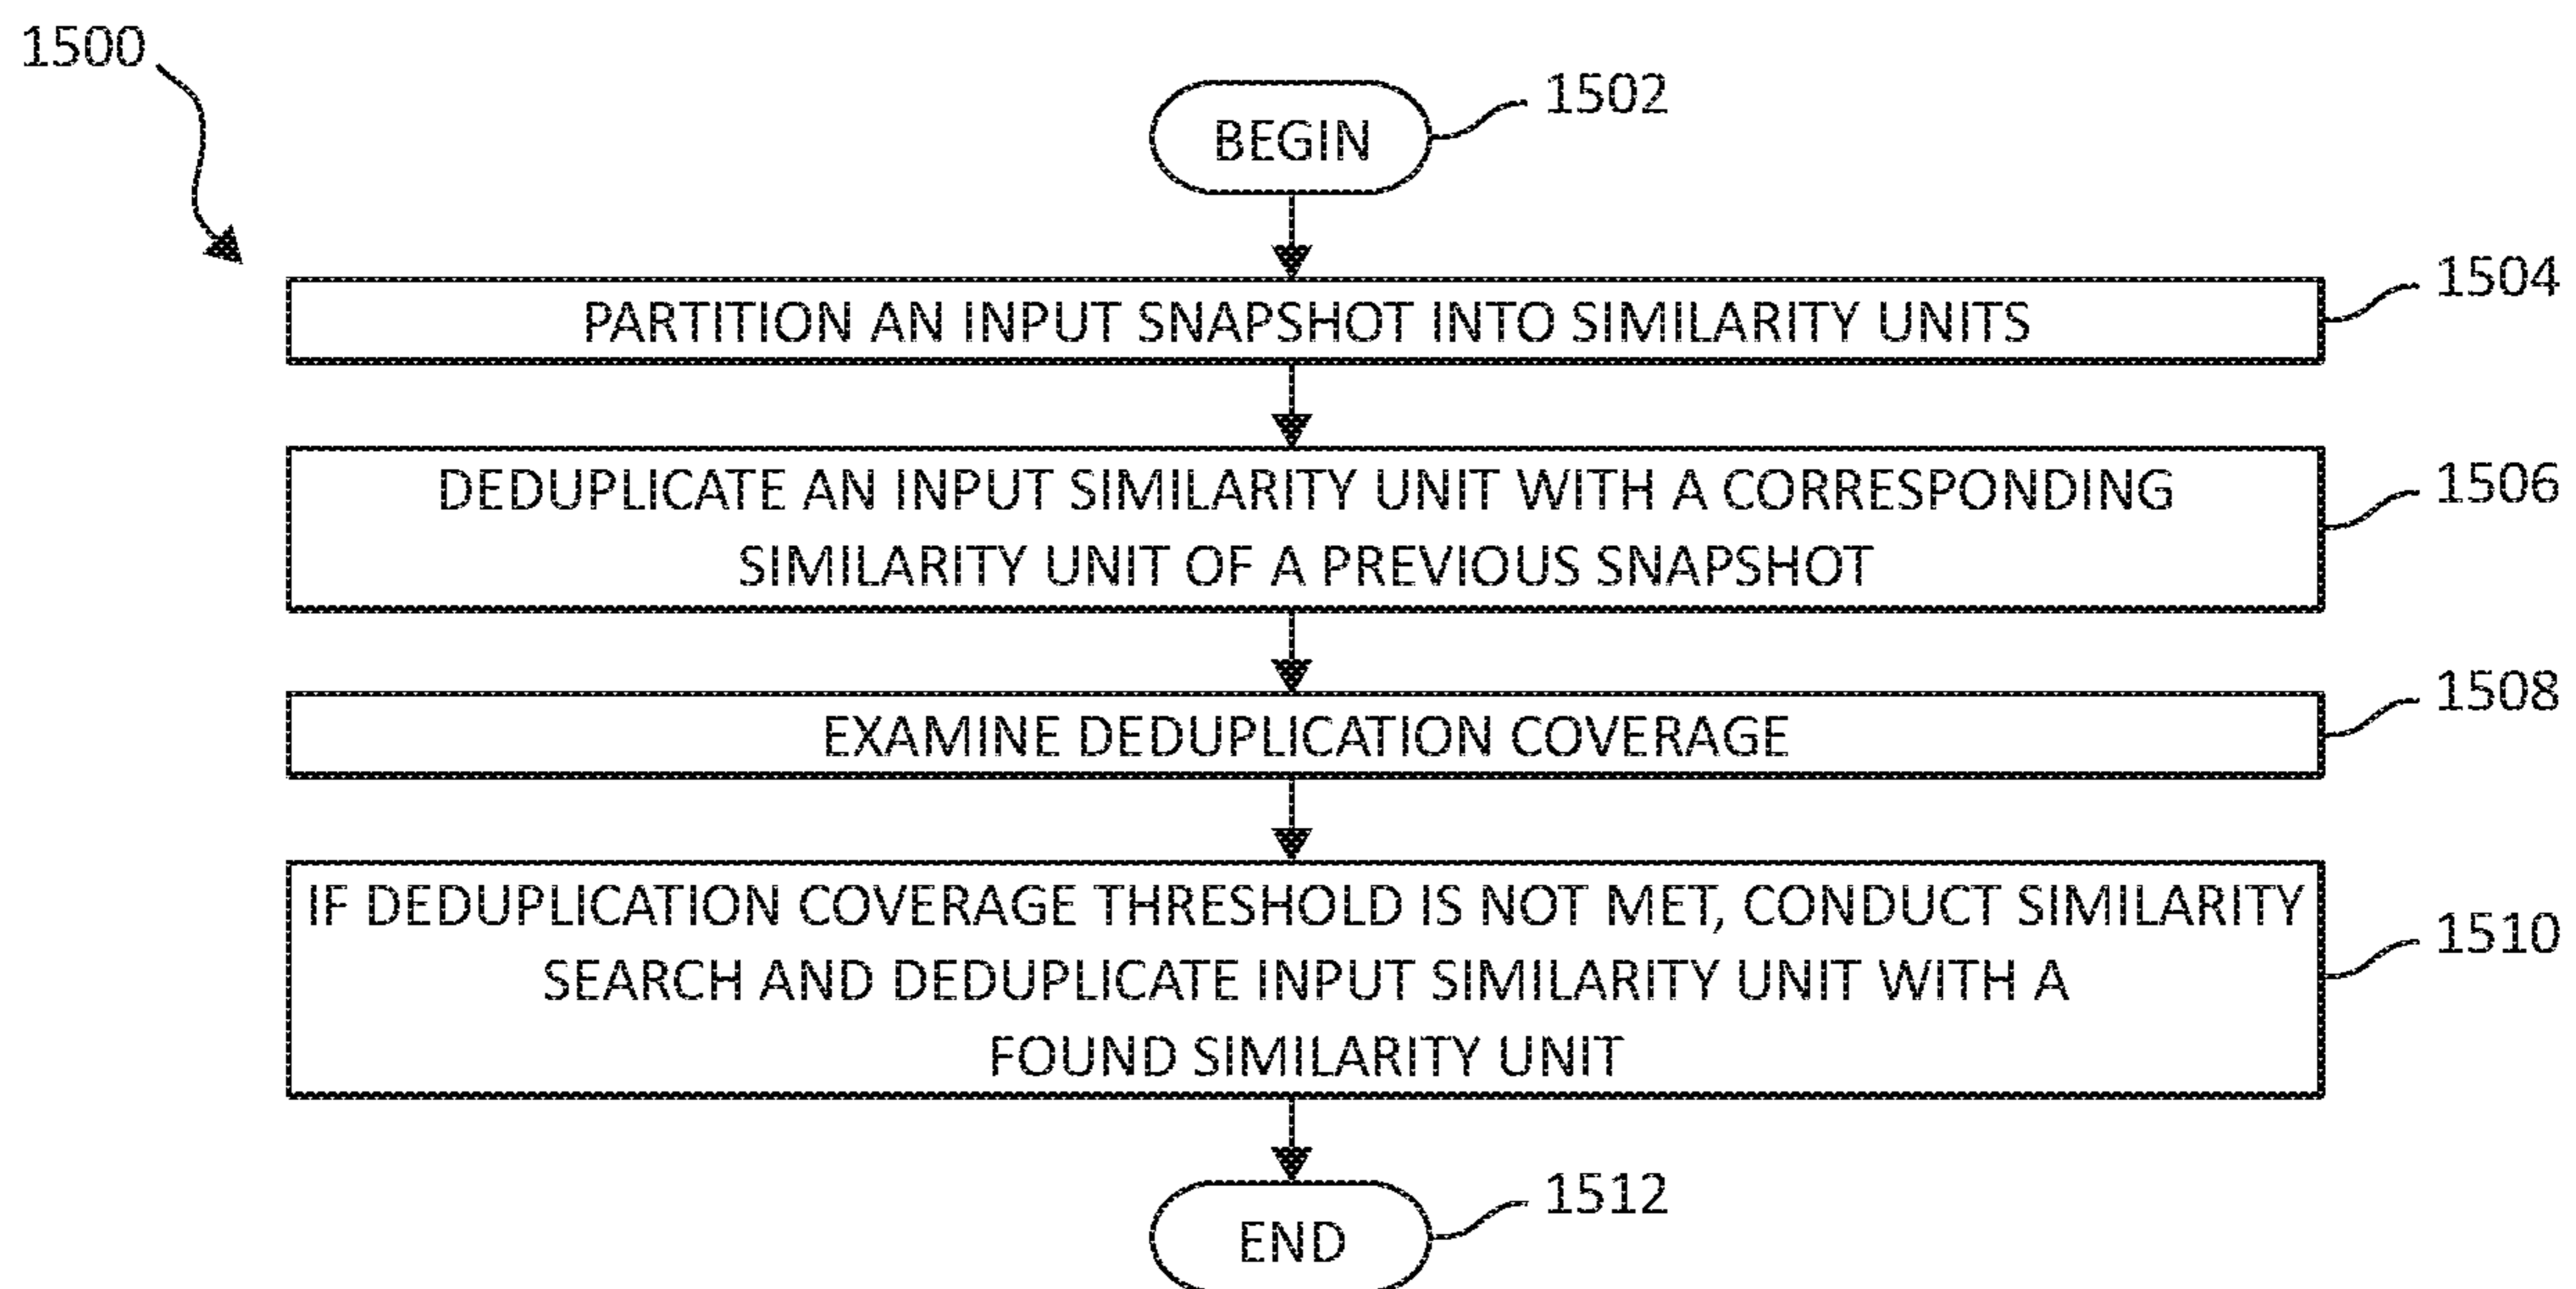 1500
BEGIN
1502
PARTITION AN INPUT SNAPSHOT INTO SIMILARITY UNITS
1504
DEDUPLICATE AN INPUT SIMILARITY UNIT WITH A CORRESPONDING
SIMILARITY UNIT OF A PREVIOUS SNAPSHOT
1506
EXAMINE DEDUPLICATION COVERAGE
1508
IF DEDUPLICATION COVERAGE THRESHOLD IS NOT MET, CONDUCT SIMILARITY
SEARCH AND DEDUPLICATE INPUT SIMILARITY UNIT WITH A
FOUND SIMILARITY UNIT
1510
END
1512